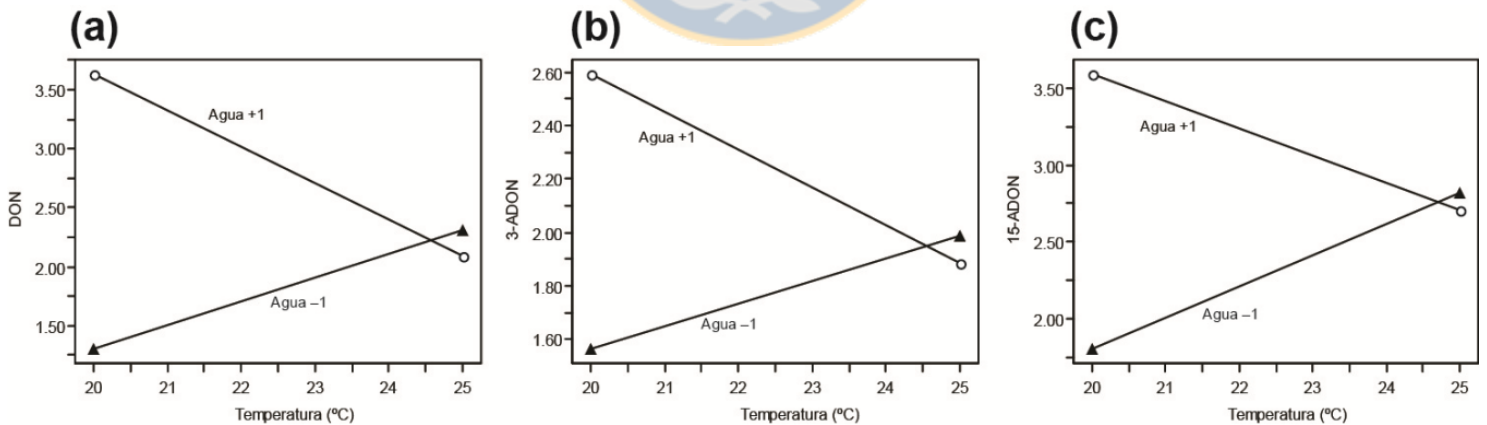 (a)
DON
3.50
3.00
2.50
2.00
1.50
Agua +1
Agua –1
20 21 22 23 24 25
Temperatura (ºC)
(b)
3-ADON
2.60
2.40
2.20
2.00
1.80
1.60
Agua +1
Agua –1
20 21 22 23 24 25
Temperatura (ºC)
(c)
15-ADON
3.50
3.00
2.50
2.00
Agua +1
Agua –1
20 21 22 23 24 25
Temperatura (ºC)